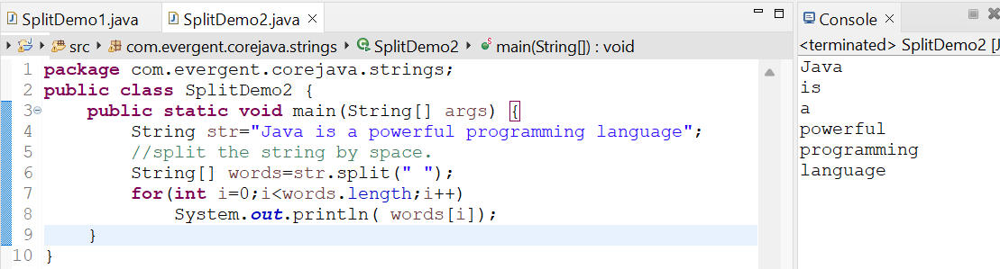 SplitDemo1.java SplitDemo2.java
src com.evergent.corejava.strings SplitDemo2 main(String[]) : void
1 package com.evergent.corejava.strings;
2 public class SplitDemo2 {
3 public static void main(String[] args) {
4 String str="Java is a powerful programming language";
5 //split the string by space.
6 String[] words=str.split(" ");
7 for(int i=0;i<words.length;i++)
8 System.out.println( words[i]);
9 }
10 }
Console
<terminated> SplitDemo2 [J
Java
is
a
powerful
programming
language